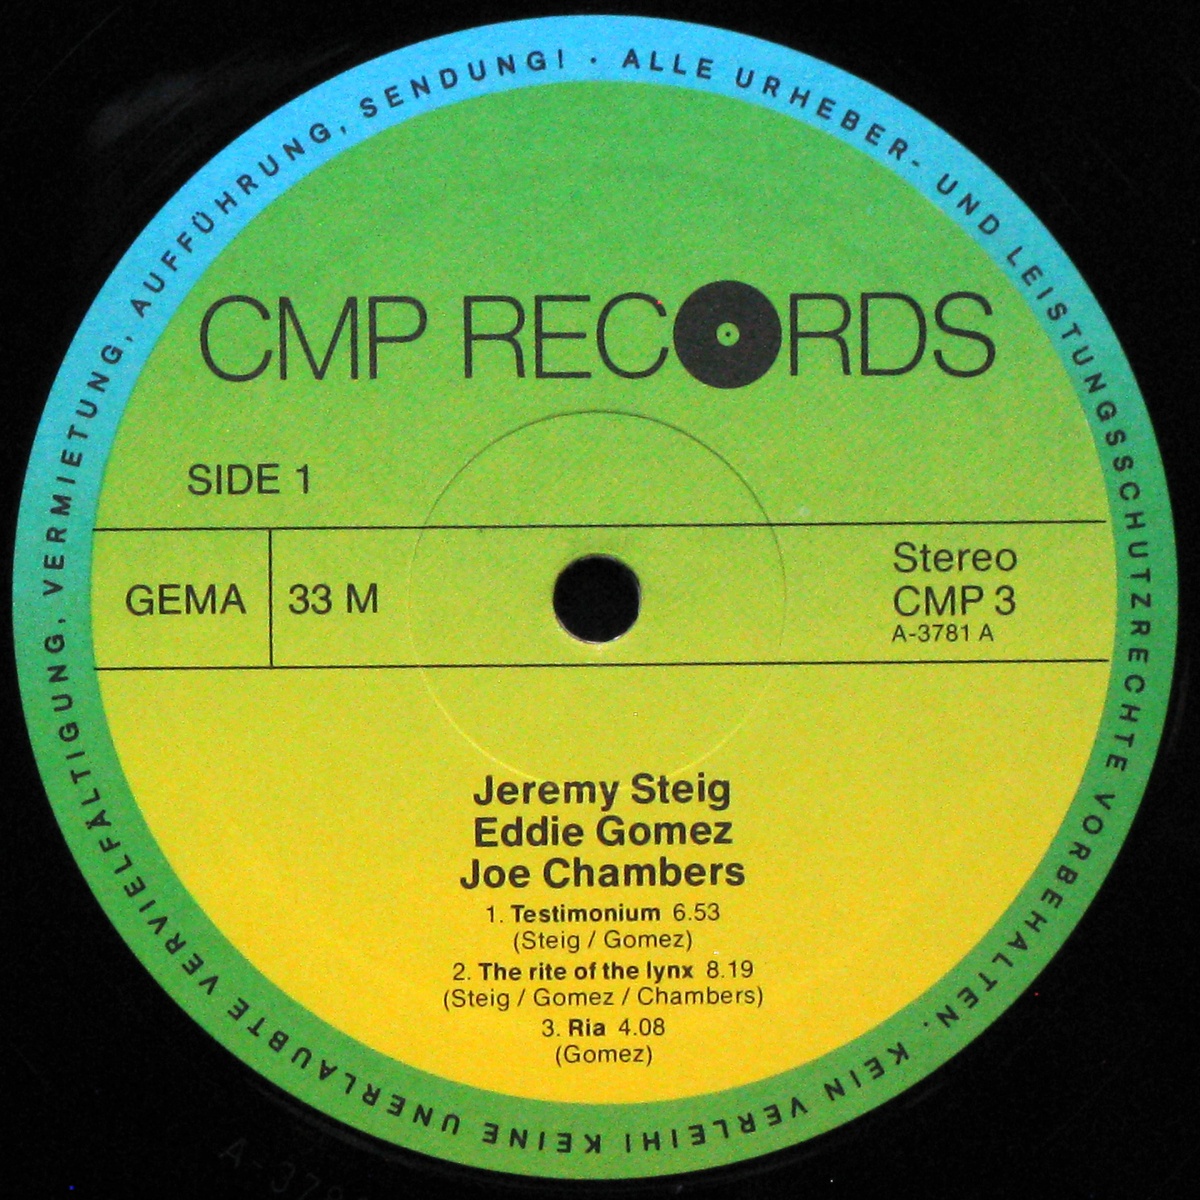 ALLE URHEBER- UND LEISTUNGSSCHUTZRECHTE VORBEHALTEN. KEIN VERLEIH! KEINE UNERLAUBTE VERVIELFÄLTIGUNG, VERMIETUNG, AUFFÜHRUNG, SENDUNG! ·
CMP RECORDS
SIDE 1
GEMA
33 M
Stereo
CMP 3
A-3781 A
Jeremy Steig
Eddie Gomez
Joe Chambers
1. Testimonium 6.53
(Steig / Gomez)
2. The rite of the lynx 8.19
(Steig / Gomez / Chambers)
3. Ria 4.08
(Gomez)